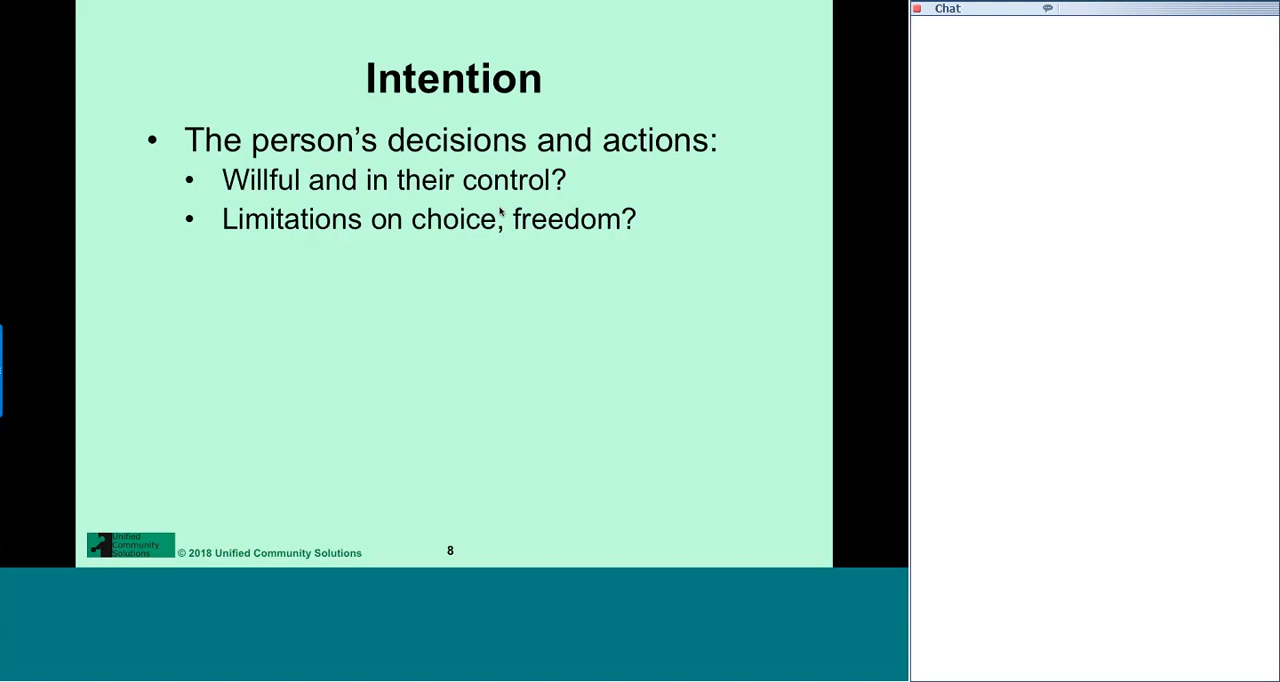 Chat
Intention
• The person’s decisions and actions:
• Willful and in their control?
• Limitations on choice, freedom?
Unified
Community
Solutions
© 2018 Unified Community Solutions
8